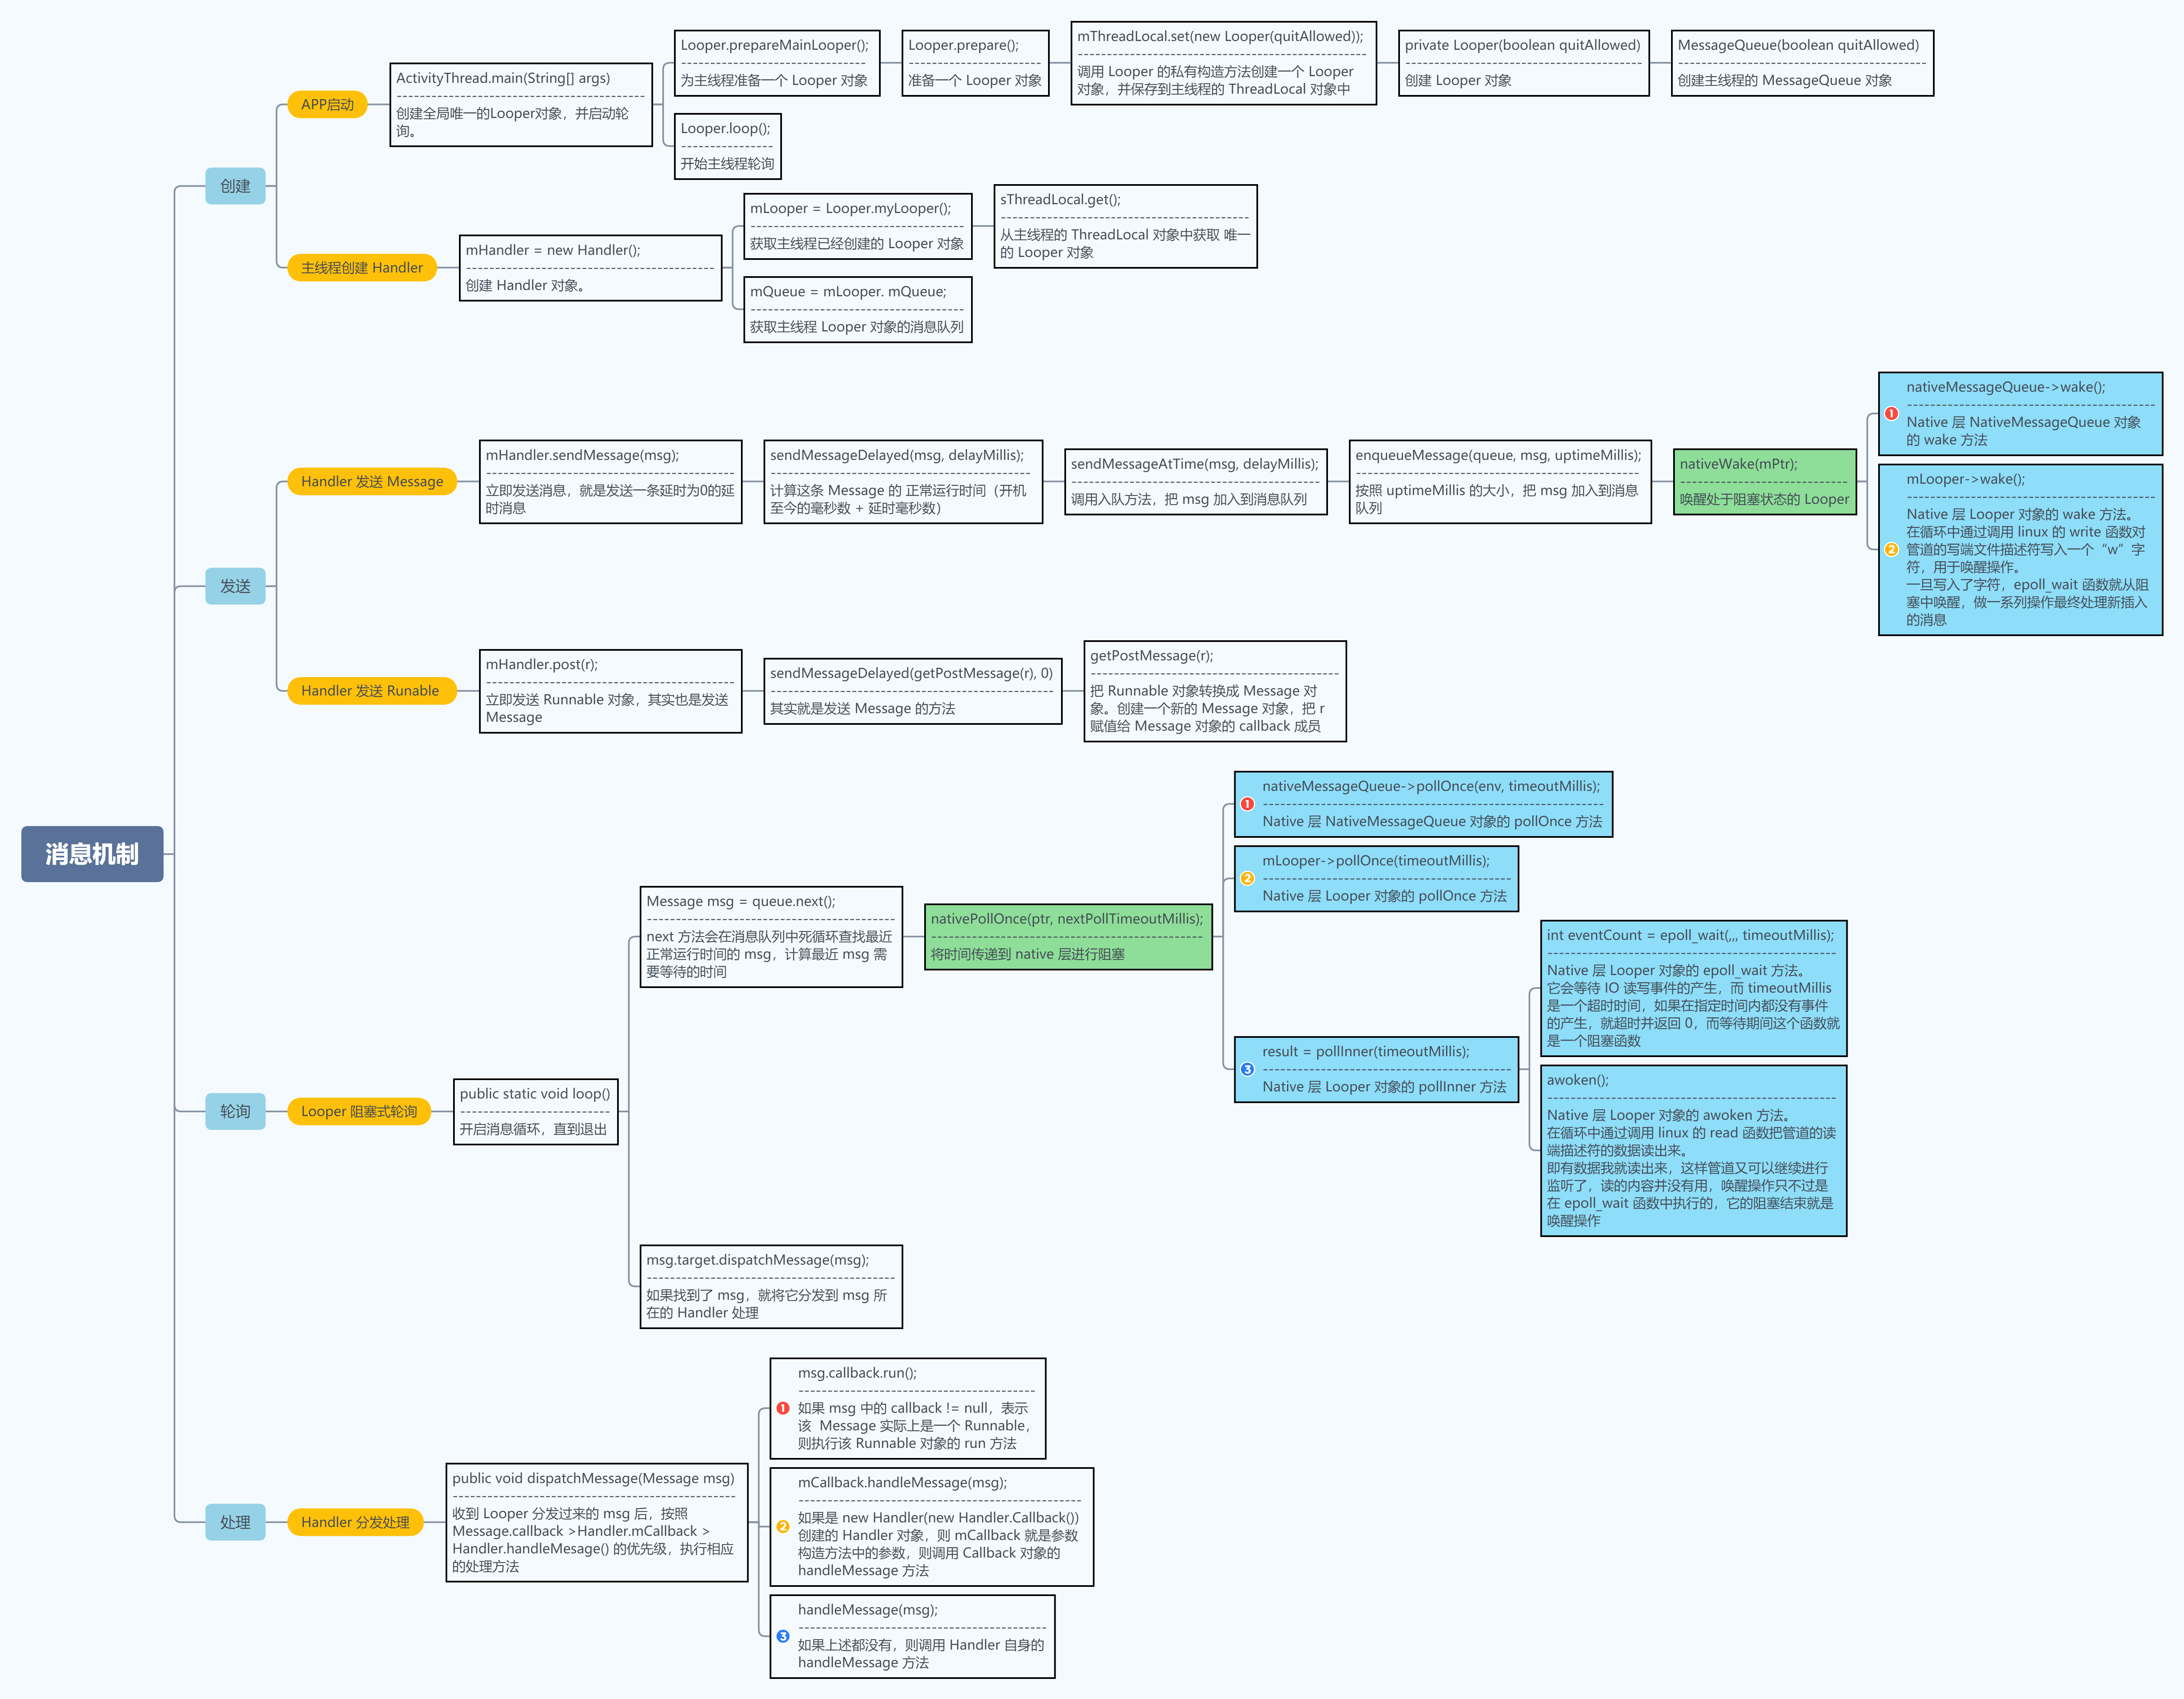 消息机制
创建
APP启动
ActivityThread.main(String[] args)
--------------------------------------
创建全局唯一的Looper对象，并启动轮
询。
Looper.prepareMainLooper();
----------------------------
为主线程准备一个 Looper 对象
Looper.prepare();
--------------------
准备一个 Looper 对象
mThreadLocal.set(new Looper(quitAllowed));
--------------------------------------------
调用 Looper 的私有构造方法创建一个 Looper
对象，并保存到主线程的 ThreadLocal 对象中
private Looper(boolean quitAllowed)
------------------------------------
创建 Looper 对象
MessageQueue(boolean quitAllowed)
--------------------------------------
创建主线程的 MessageQueue 对象
Looper.loop();
--------------
开始主线程轮询
主线程创建 Handler
mHandler = new Handler();
--------------------------------------
创建 Handler 对象。
mLooper = Looper.myLooper();
---------------------------------
获取主线程已经创建的 Looper 对象
sThreadLocal.get();
--------------------------------------
从主线程的 ThreadLocal 对象中获取 唯一
的 Looper 对象
mQueue = mLooper. mQueue;
---------------------------------
获取主线程 Looper 对象的消息队列
发送
Handler 发送 Message
mHandler.sendMessage(msg);
--------------------------------------
立即发送消息，就是发送一条延时为0的延
时消息
sendMessageDelayed(msg, delayMillis);
----------------------------------------
计算这条 Message 的 正常运行时间（开机
至今的毫秒数 + 延时毫秒数）
sendMessageAtTime(msg, delayMillis);
--------------------------------------
调用入队方法，把 msg 加入到消息队列
enqueueMessage(queue, msg, uptimeMillis);
-------------------------------------------
按照 uptimeMillis 的大小，把 msg 加入到消息
队列
nativeWake(mPtr);
--------------------------
唤醒处于阻塞状态的 Looper
1
nativeMessageQueue->wake();
--------------------------------------
Native 层 NativeMessageQueue 对象
的 wake 方法
2
mLooper->wake();
--------------------------------------
Native 层 Looper 对象的 wake 方法。
在循环中通过调用 linux 的 write 函数对
管道的写端文件描述符写入一个“w”字
符，用于唤醒操作。
一旦写入了字符，epoll_wait 函数就从阻
塞中唤醒，做一系列操作最终处理新插入
的消息
Handler 发送 Runable
mHandler.post(r);
--------------------------------------
立即发送 Runnable 对象，其实也是发送
Message
sendMessageDelayed(getPostMessage(r), 0)
-------------------------------------------
其实就是发送 Message 的方法
getPostMessage(r);
--------------------------------------
把 Runnable 对象转换成 Message 对
象。创建一个新的 Message 对象，把 r
赋值给 Message 对象的 callback 成员
轮询
Looper 阻塞式轮询
public static void loop()
-----------------------
开启消息循环，直到退出
Message msg = queue.next();
--------------------------------------
next 方法会在消息队列中死循环查找最近
正常运行时间的 msg，计算最近 msg 需
要等待的时间
nativePollOnce(ptr, nextPollTimeoutMillis);
------------------------------------------
将时间传递到 native 层进行阻塞
1
nativeMessageQueue->pollOnce(env, timeoutMillis);
----------------------------------------------------
Native 层 NativeMessageQueue 对象的 pollOnce 方法
2
mLooper->pollOnce(timeoutMillis);
--------------------------------------
Native 层 Looper 对象的 pollOnce 方法
3
result = pollInner(timeoutMillis);
--------------------------------------
Native 层 Looper 对象的 pollInner 方法
int eventCount = epoll_wait(,,, timeoutMillis);
--------------------------------------------
Native 层 Looper 对象的 epoll_wait 方法。
它会等待 IO 读写事件的产生，而 timeoutMillis
是一个超时时间，如果在指定时间内都没有事件
的产生，就超时并返回 0，而等待期间这个函数就
是一个阻塞函数
awoken();
--------------------------------------------
Native 层 Looper 对象的 awoken 方法。
在循环中通过调用 linux 的 read 函数把管道的读
端描述符的数据读出来。
即有数据我就读出来，这样管道又可以继续进行
监听了，读的内容并没有用，唤醒操作只不过是
在 epoll_wait 函数中执行的，它的阻塞结束就是
唤醒操作
msg.target.dispatchMessage(msg);
--------------------------------------
如果找到了 msg，就将它分发到 msg 所
在的 Handler 处理
处理
Handler 分发处理
public void dispatchMessage(Message msg)
-------------------------------------------
收到 Looper 分发过来的 msg 后，按照
Message.callback >Handler.mCallback >
Handler.handleMesage() 的优先级，执行相应
的处理方法
1
msg.callback.run();
------------------------------------
如果 msg 中的 callback != null，表示
该  Message 实际上是一个 Runnable，
则执行该 Runnable 对象的 run 方法
2
mCallback.handleMessage(msg);
-------------------------------------------
如果是 new Handler(new Handler.Callback())
创建的 Handler 对象，则 mCallback 就是参数
构造方法中的参数，则调用 Callback 对象的
handleMessage 方法
3
handleMessage(msg);
--------------------------------------
如果上述都没有，则调用 Handler 自身的
handleMessage 方法